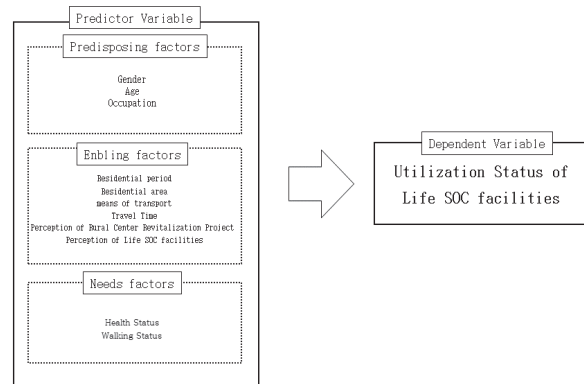 Predictor Variable
Predisposing factors
Gender
Age
Occupation
Enbling factors
Residential period
Residential area
means of transport
Travel Time
Perception of Rural Center Revitalization Project
Perception of Life SOC facilities
Needs factors
Health Status
Walking Status
Dependent Variable
Utilization Status of
Life SOC facilities